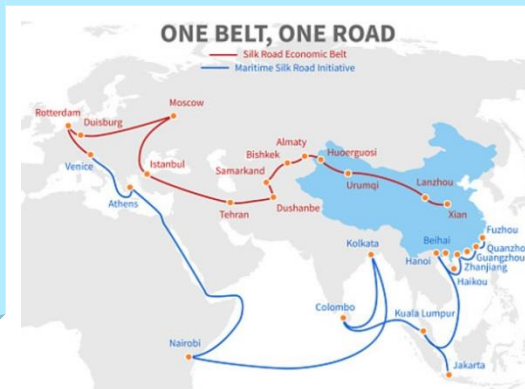 ONE BELT, ONE ROAD
Silk Road Economic Belt
Maritime Silk Road Initiative
Moscow
Rotterdam
Duisburg
Venice
Istanbul
Athens
Almaty
Bishkek
Huoerguosi
Samarkand
Urumqi
Lanzhou
Tehran
Dushanbe
Xian
Fuzhou
Kolkata
Beihai
Quanzho
Hanoi
Guangzhou
Zhanjiang
Haikou
Colombo
Kuala Lumpur
Nairobi
Jakarta